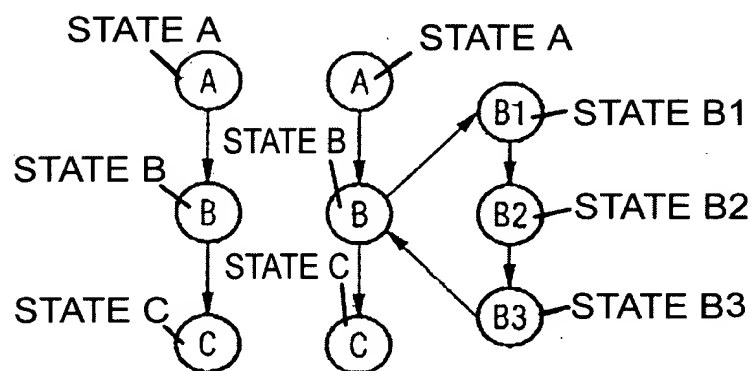 STATE A
A
STATE B
B
STATE C
C
STATE A
A
STATE B
B
STATE C
C
B1
STATE B1
B2
STATE B2
B3
STATE B3